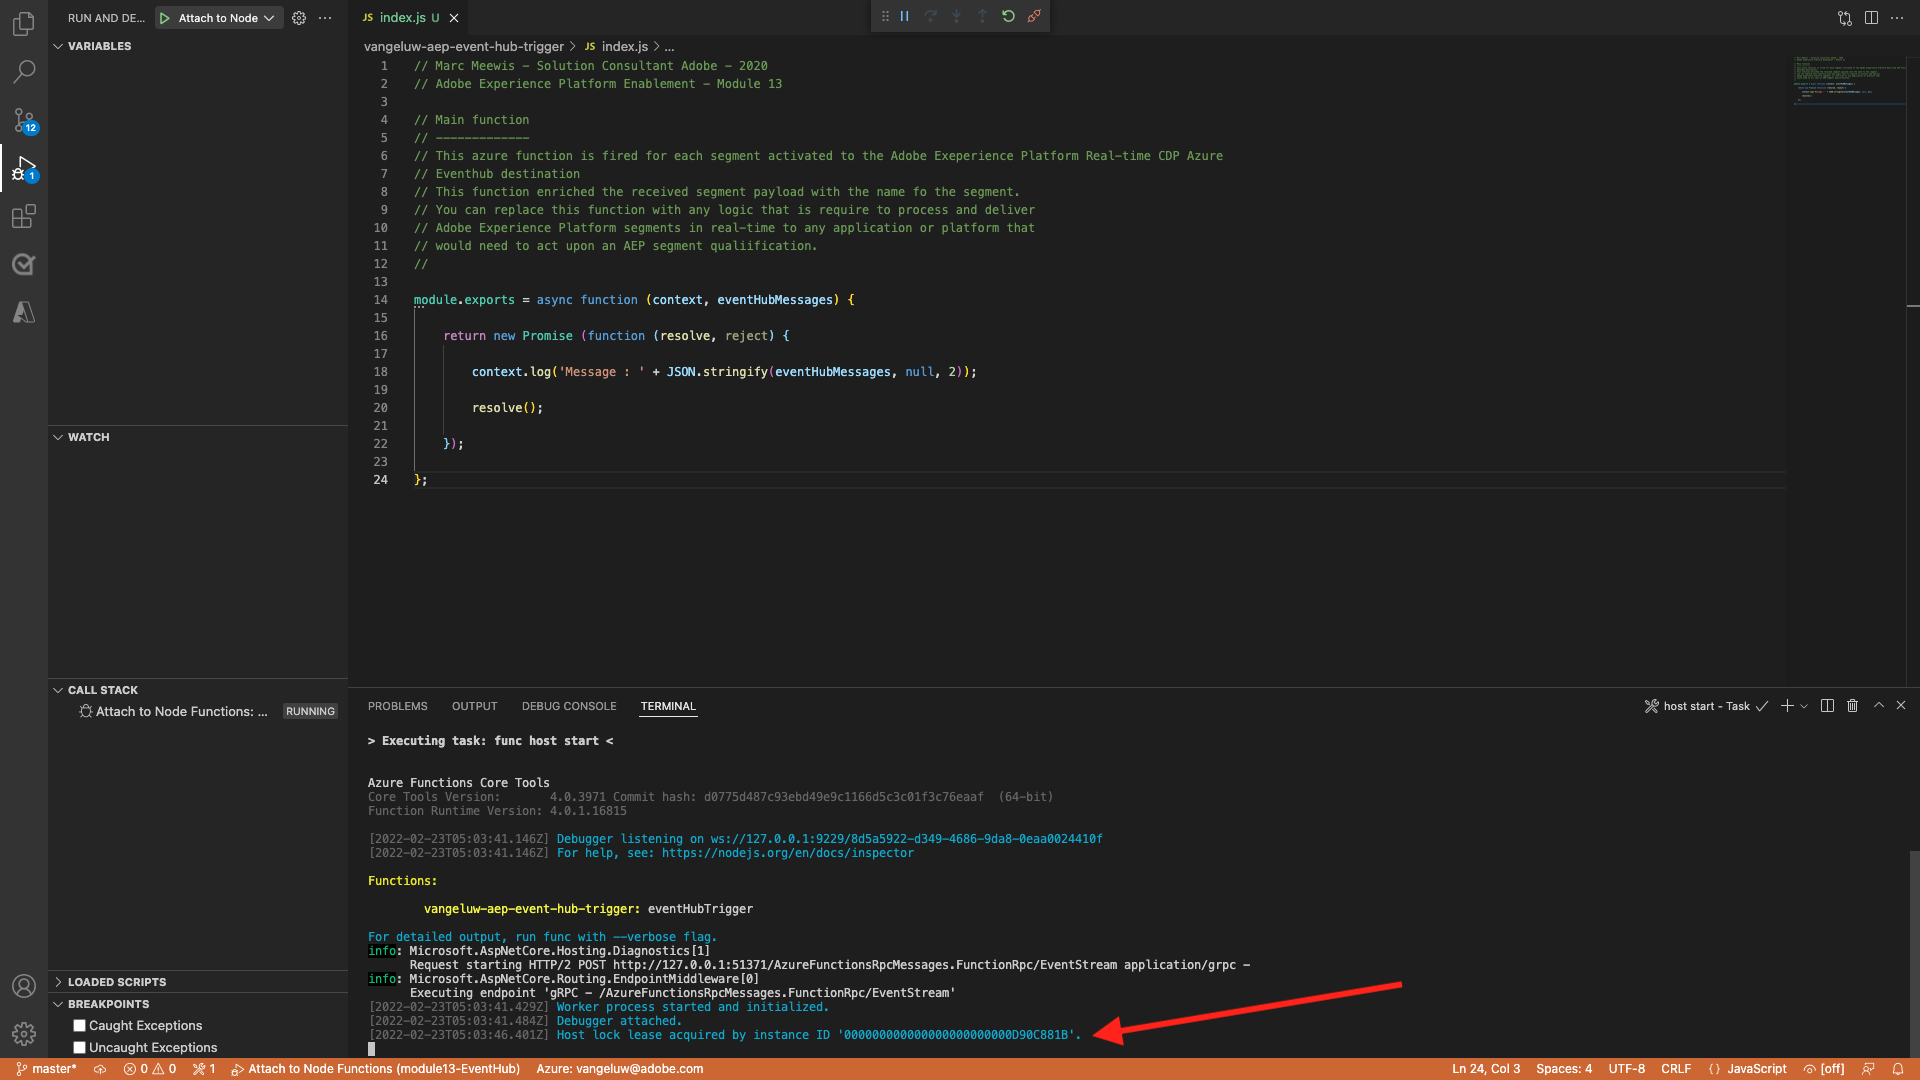 RUN AND DE... Attach to Node
JS index.js U
VARIABLES
12
1
WATCH
CALL STACK
Attach to Node Functions: ... RUNNING
LOADED SCRIPTS
BREAKPOINTS
Caught Exceptions
Uncaught Exceptions
vangeluw-aep-event-hub-trigger > JS index.js > ...
1 // Marc Meewis - Solution Consultant Adobe - 2020
2 // Adobe Experience Platform Enablement - Module 13
3
4 // Main function
5 // -------------
6 // This azure function is fired for each segment activated to the Adobe Exeperience Platform Real-time CDP Azure
7 // Eventhub destination
8 // This function enriched the received segment payload with the name fo the segment.
9 // You can replace this function with any logic that is require to process and deliver
10 // Adobe Experience Platform segments in real-time to any application or platform that
11 // would need to act upon an AEP segment qualiification.
12 //
13
14 module.exports = async function (context, eventHubMessages) {
15
16 return new Promise (function (resolve, reject) {
17
18 context.log('Message : ' + JSON.stringify(eventHubMessages, null, 2));
19
20 resolve();
21
22 });
23
24 };
PROBLEMS OUTPUT DEBUG CONSOLE TERMINAL
host start - Task
> Executing task: func host start <
Azure Functions Core Tools
Core Tools Version: 4.0.3971 Commit hash: d0775d487c93ebd49e9c1166d5c3c01f3c76eaaf (64-bit)
Function Runtime Version: 4.0.1.16815
[2022-02-23T05:03:41.146Z] Debugger listening on ws://127.0.0.1:9229/8d5a5922-d349-4686-9da8-0eaa0024410f
[2022-02-23T05:03:41.146Z] For help, see: https://nodejs.org/en/docs/inspector
Functions:
vangeluw-aep-event-hub-trigger: eventHubTrigger
For detailed output, run func with --verbose flag.
info: Microsoft.AspNetCore.Hosting.Diagnostics[1]
Request starting HTTP/2 POST http://127.0.0.1:51371/AzureFunctionsRpcMessages.FunctionRpc/EventStream application/grpc -
info: Microsoft.AspNetCore.Routing.EndpointMiddleware[0]
Executing endpoint 'gRPC - /AzureFunctionsRpcMessages.FunctionRpc/EventStream'
[2022-02-23T05:03:41.429Z] Worker process started and initialized.
[2022-02-23T05:03:41.484Z] Debugger attached.
[2022-02-23T05:03:46.401Z] Host lock lease acquired by instance ID '000000000000000000000000D90C881B'.
master* 0 0 1 Attach to Node Functions (module13-EventHub) Azure: vangeluw@adobe.com
Ln 24, Col 3 Spaces: 4 UTF-8 CRLF {} JavaScript [off]